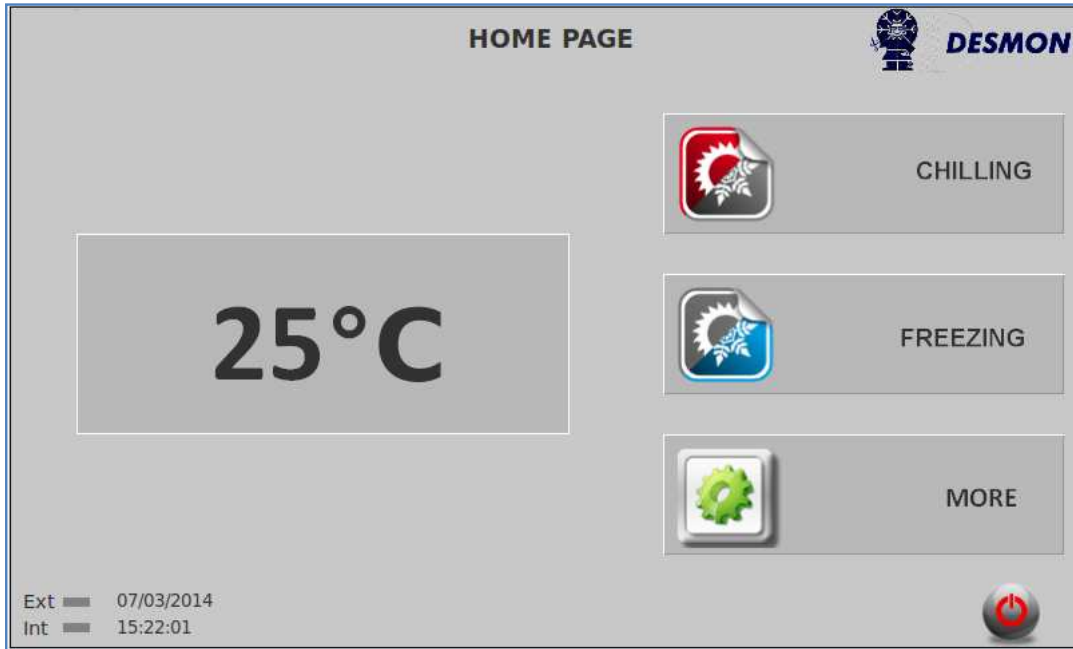 HOME PAGE
DESMON
CHILLING
25°C
FREEZING
MORE
Ext 07/03/2014
Int 15:22:01